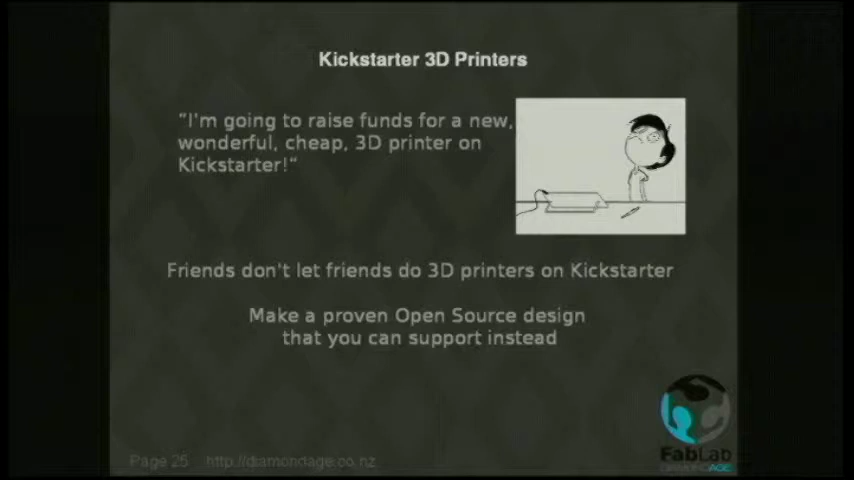 Kickstarter 3D Printers
"I'm going to raise funds for a new,
wonderful, cheap, 3D printer on
Kickstarter!"
Friends don't let friends do 3D printers on Kickstarter
Make a proven Open Source design
that you can support instead
FabLab
DIAMONDAGE
Page 25 http://diamondage.co.nz